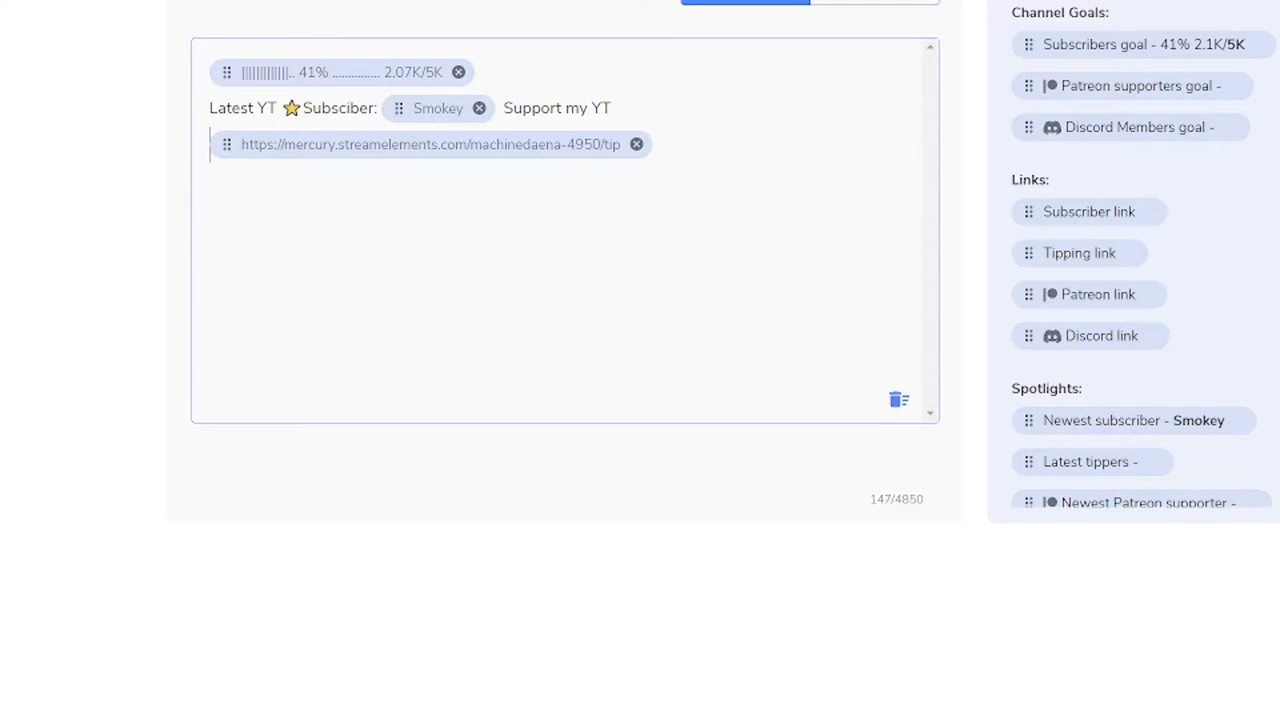 |||||||||||||.. 41% ............... 2.07K/5K
Latest YT ⭐Subsciber: Smokey Support my YT
https://mercury.streamelements.com/machinedaena-4950/tip
147/4850
Channel Goals:
Subscribers goal - 41% 2.1K/5K
Patreon supporters goal -
Discord Members goal -
Links:
Subscriber link
Tipping link
Patreon link
Discord link
Spotlights:
Newest subscriber - Smokey
Latest tippers -
Newest Patreon supporter -